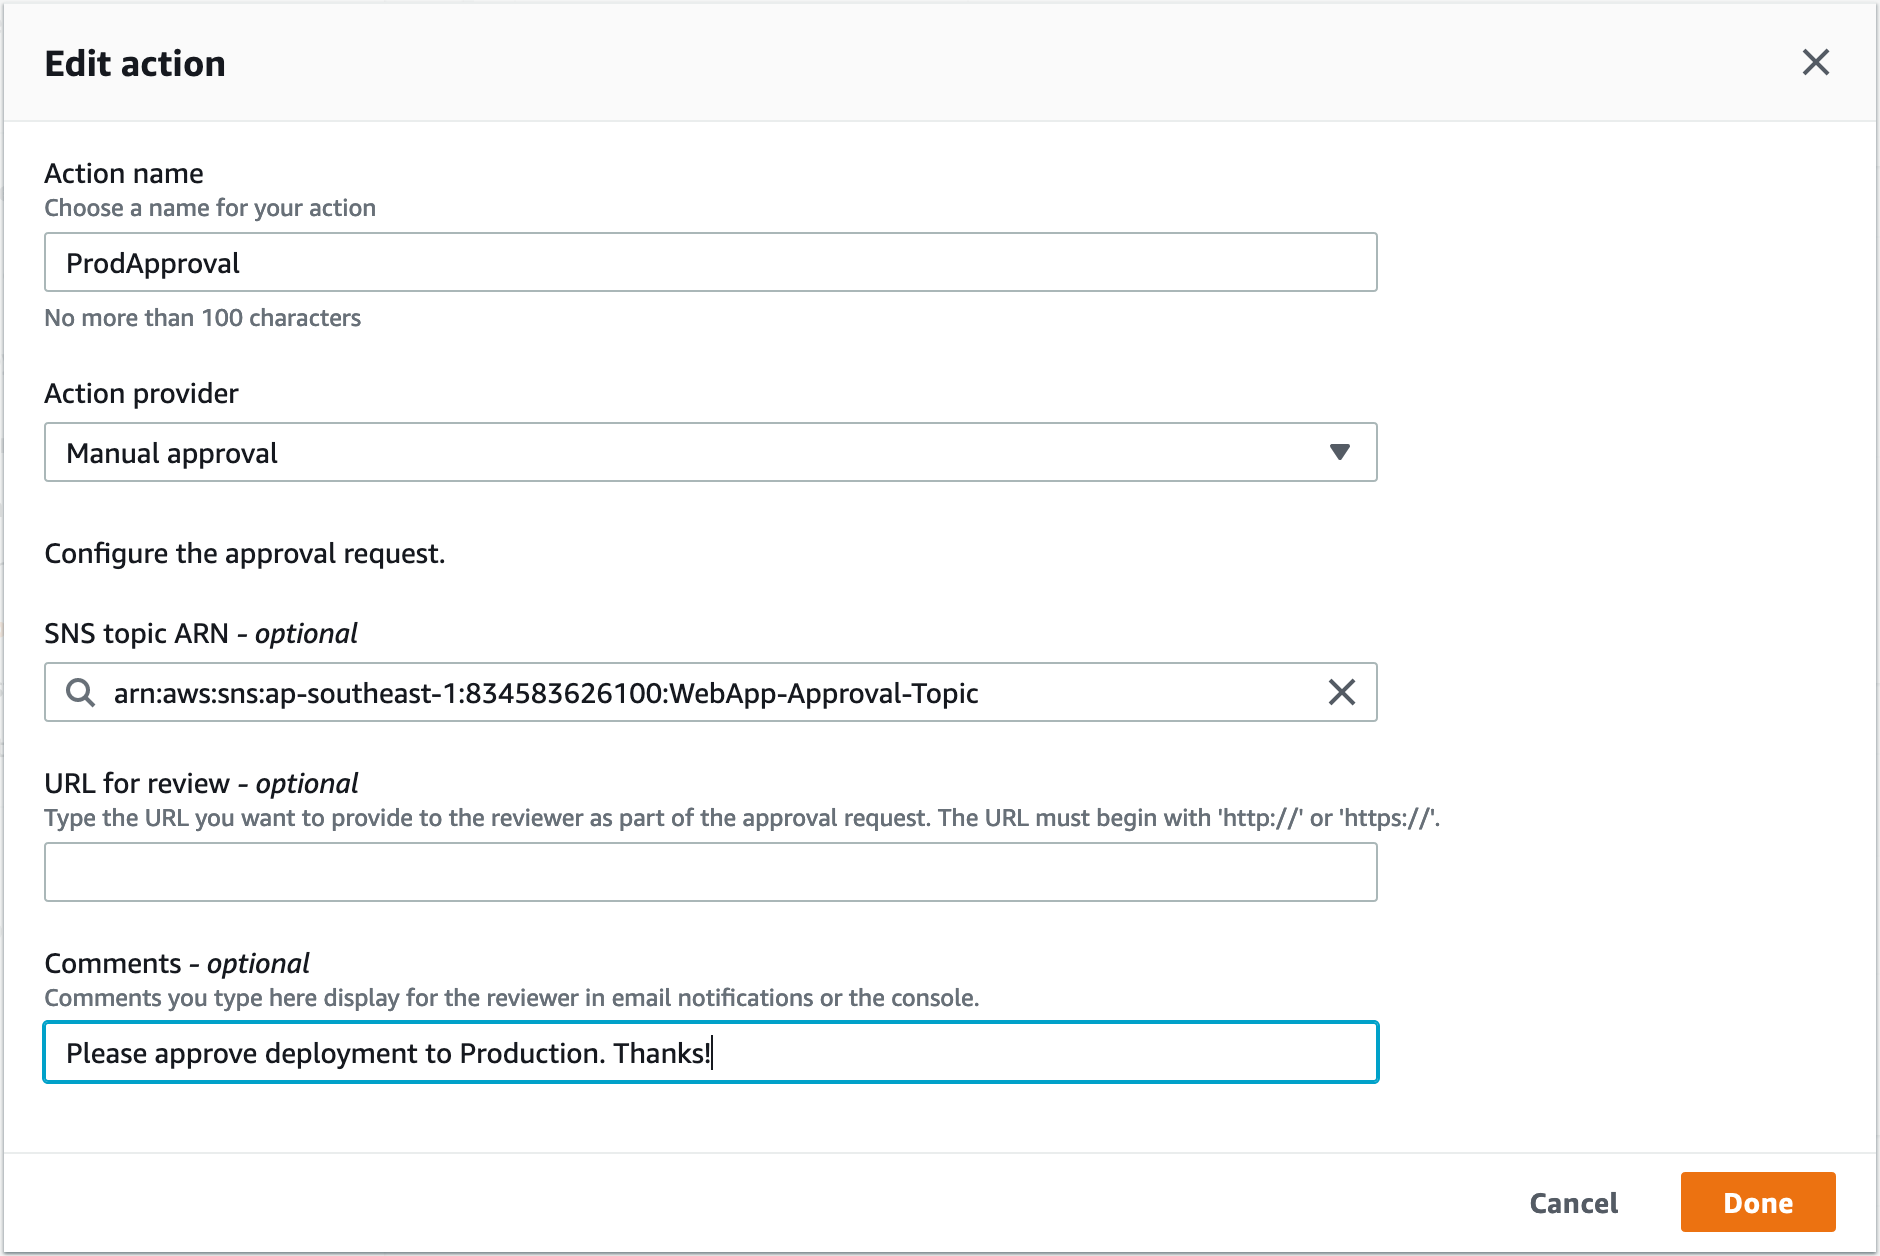 Edit action
Action name
Choose a name for your action
ProdApproval
No more than 100 characters
Action provider
Manual approval
Configure the approval request.
SNS topic ARN - optional
arn:aws:sns:ap-southeast-1:834583626100:WebApp-Approval-Topic
URL for review - optional
Type the URL you want to provide to the reviewer as part of the approval request. The URL must begin with 'http://' or 'https://'.
Comments - optional
Comments you type here display for the reviewer in email notifications or the console.
Please approve deployment to Production. Thanks!
Cancel
Done